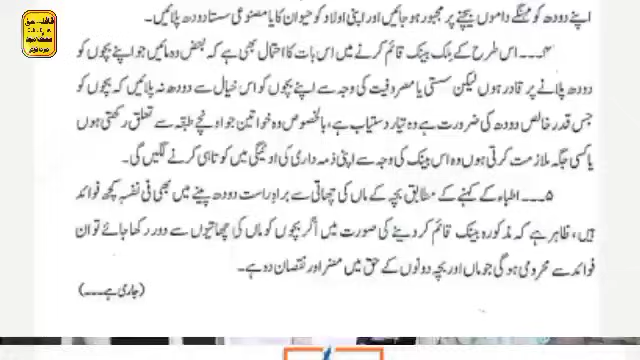 اپنے دودھ کو مہنگے داموں بیچنے پر مجبور ہو جائیں اور اپنی اولاد کو حیوان کا یا مصنوعی سستا دودھ پلائیں۔
۴۔۔۔ اس طرح کے ملک بینک قائم کرنے میں اس بات کا احتمال بھی ہے کہ بعض وہ مائیں جو اپنے بچوں کو
دودھ پلانے پر قادر ہوں لیکن سستی یا مصروفیت کی وجہ سے اپنے بچوں کو اس خیال سے دودھ نہ پلائیں کہ بچوں کو
جس قدر خالص دودھ کی ضرورت ہے وہ تیار دستیاب ہے، بالخصوص وہ خواتین جو اونچے طبقہ سے تعلق رکھتی ہوں
یا کسی جگہ ملازمت کرتی ہوں وہ اس بینک کی وجہ سے اپنی ذمہ داری کی ادائیگی میں کوتاہی کرنے لگیں گی۔
۵۔۔۔ اطباء کے کہنے کے مطابق بچہ کے ماں کی چھاتی سے براہِ راست دودھ پینے میں بھی فی نفسہٖ کچھ فوائد
ہیں، ظاہر ہے کہ مذکورہ بینک قائم کر دینے کی صورت میں اگر بچوں کو ماں کی چھاتیوں سے دور رکھا جائے تو ان
فوائد سے محرومی ہوگی جو ماں اور بچہ دونوں کے حق میں مضر اور نقصان دہ ہے۔
(جاری ہے۔۔۔)